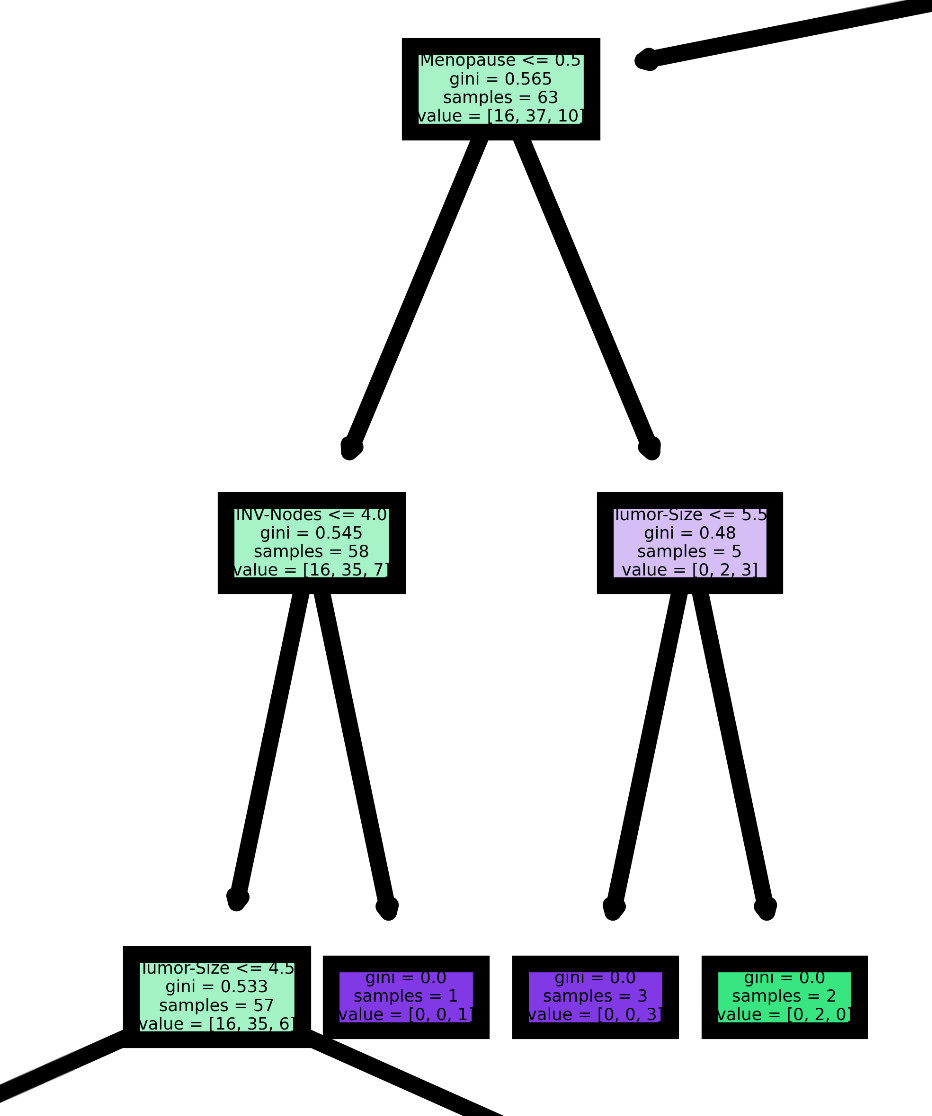 Menopause <= 0.5
gini = 0.565
samples = 63
value = [16, 37, 10]
INV-Nodes <= 4.0
gini = 0.545
samples = 58
value = [16, 35, 7]
Tumor-Size <= 5.5
gini = 0.48
samples = 5
value = [0, 2, 3]
Tumor-Size <= 4.5
gini = 0.533
samples = 57
value = [16, 35, 6]
gini = 0.0
samples = 1
value = [0, 0, 1]
gini = 0.0
samples = 3
value = [0, 0, 3]
gini = 0.0
samples = 2
value = [0, 2, 0]